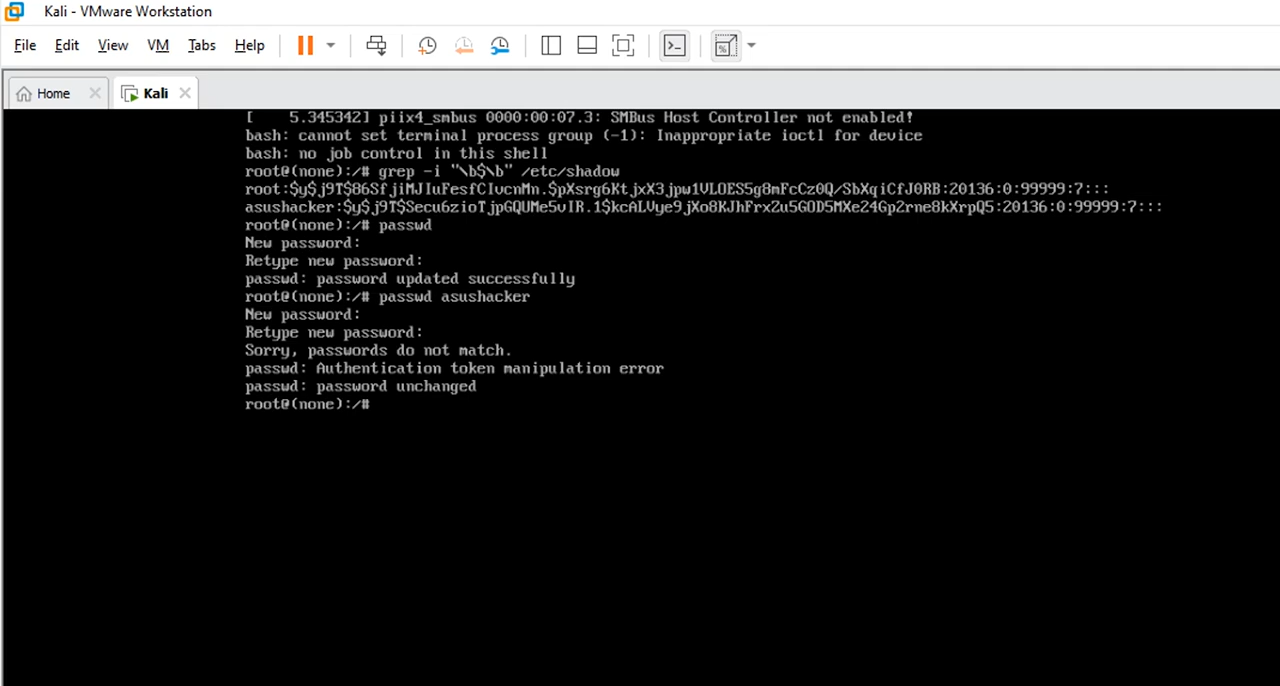 Kali - VMware Workstation
File Edit View VM Tabs Help
Home Kali
[    5.345342] piix4_smbus 0000:00:07.3: SMBus Host Controller not enabled!
bash: cannot set terminal process group (-1): Inappropriate ioctl for device
bash: no job control in this shell
root@(none):/# grep -i "\b$\b" /etc/shadow
root:$y$j9T$86SfjiMJIuFesfCIvcnMn.$pXsrg6KtjxX3jpw1VLOES5g8mFcCz0Q/SbXqiCfJ0RB:20136:0:99999:7:::
asushacker:$y$j9T$Secu6zioTjpGQUMe5vIR.1$kcALVye9jXo8KJhFrxZu5GOD5MXe24Gp2rne8kXrpQ5:20136:0:99999:7:::
root@(none):/# passwd
New password:
Retype new password:
passwd: password updated successfully
root@(none):/# passwd asushacker
New password:
Retype new password:
Sorry, passwords do not match.
passwd: Authentication token manipulation error
passwd: password unchanged
root@(none):/#